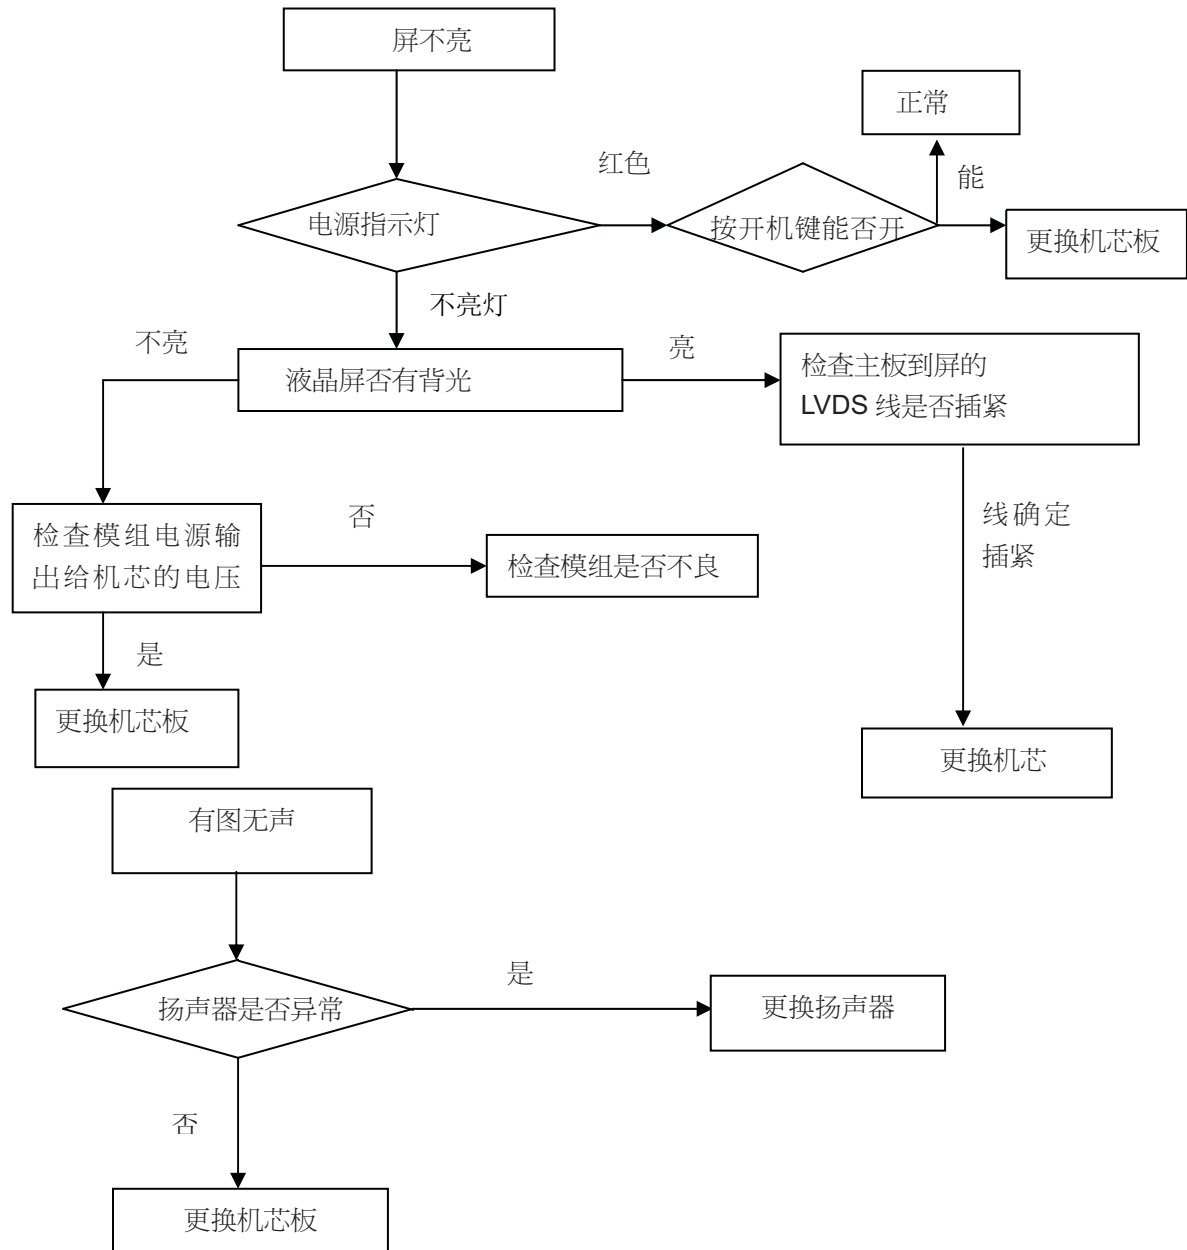 屏不亮
正常
红色
能
电源指示灯
按开机键能否开
更换机芯板
不亮灯
不亮
液晶屏否有背光
亮
检查主板到屏的
LVDS 线是否插紧
检查模组电源输
出给机芯的电压
否
检查模组是否不良
线确定
插紧
是
更换机芯板
更换机芯
有图无声
扬声器是否异常
是
更换扬声器
否
更换机芯板